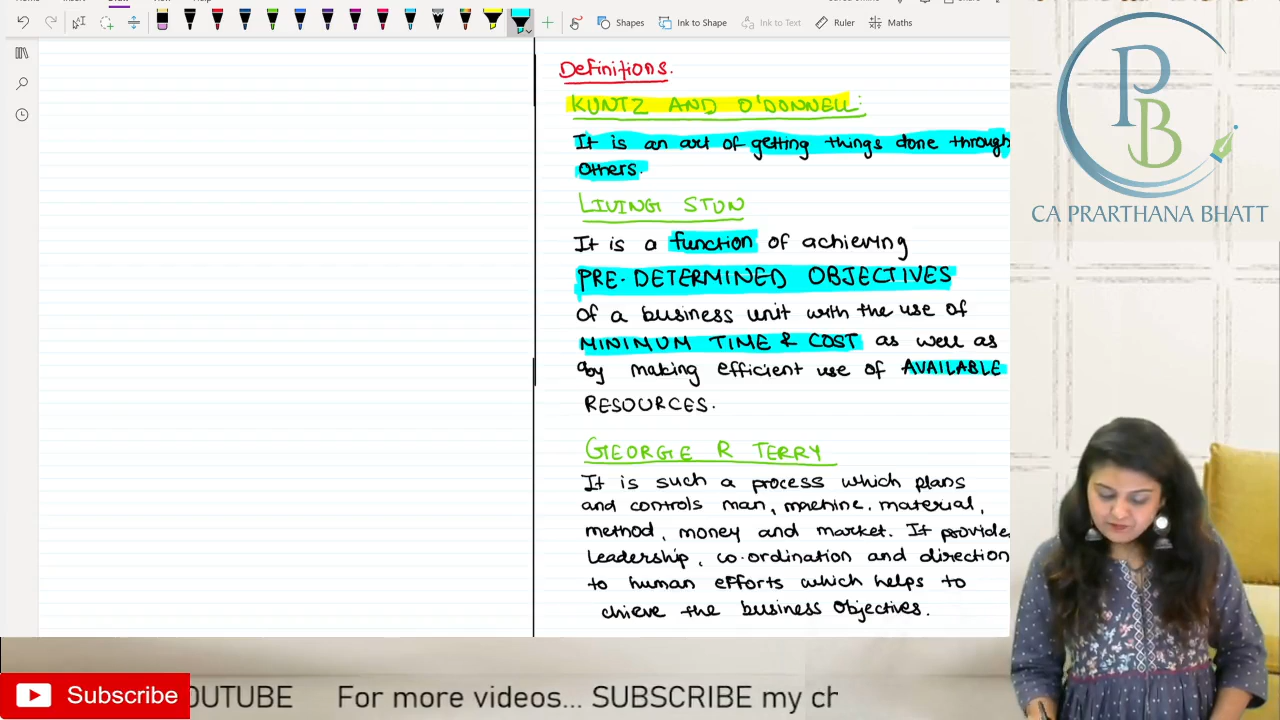 Shapes
Ink to Shape
Ink to Text
Ruler
Maths
Definitions.
KUNTZ AND O'DONNELL:
It is an art of getting things done through
others.
LIVING STON
It is a function of achieving
PRE-DETERMINED OBJECTIVES
of a business unit with the use of
MINIMUM TIME & COST as well as
by making efficient use of AVAILABLE
RESOURCES.
GEORGE R TERRY
It is such a process which plans
and controls man, machine, material,
method, money and market. It provides
leadership, co-ordination and direction
to human efforts which helps to
chieve the business objectives.
PB
CA PRARTHANA BHATT
Subscribe
OUTUBE For more videos... SUBSCRIBE my ch